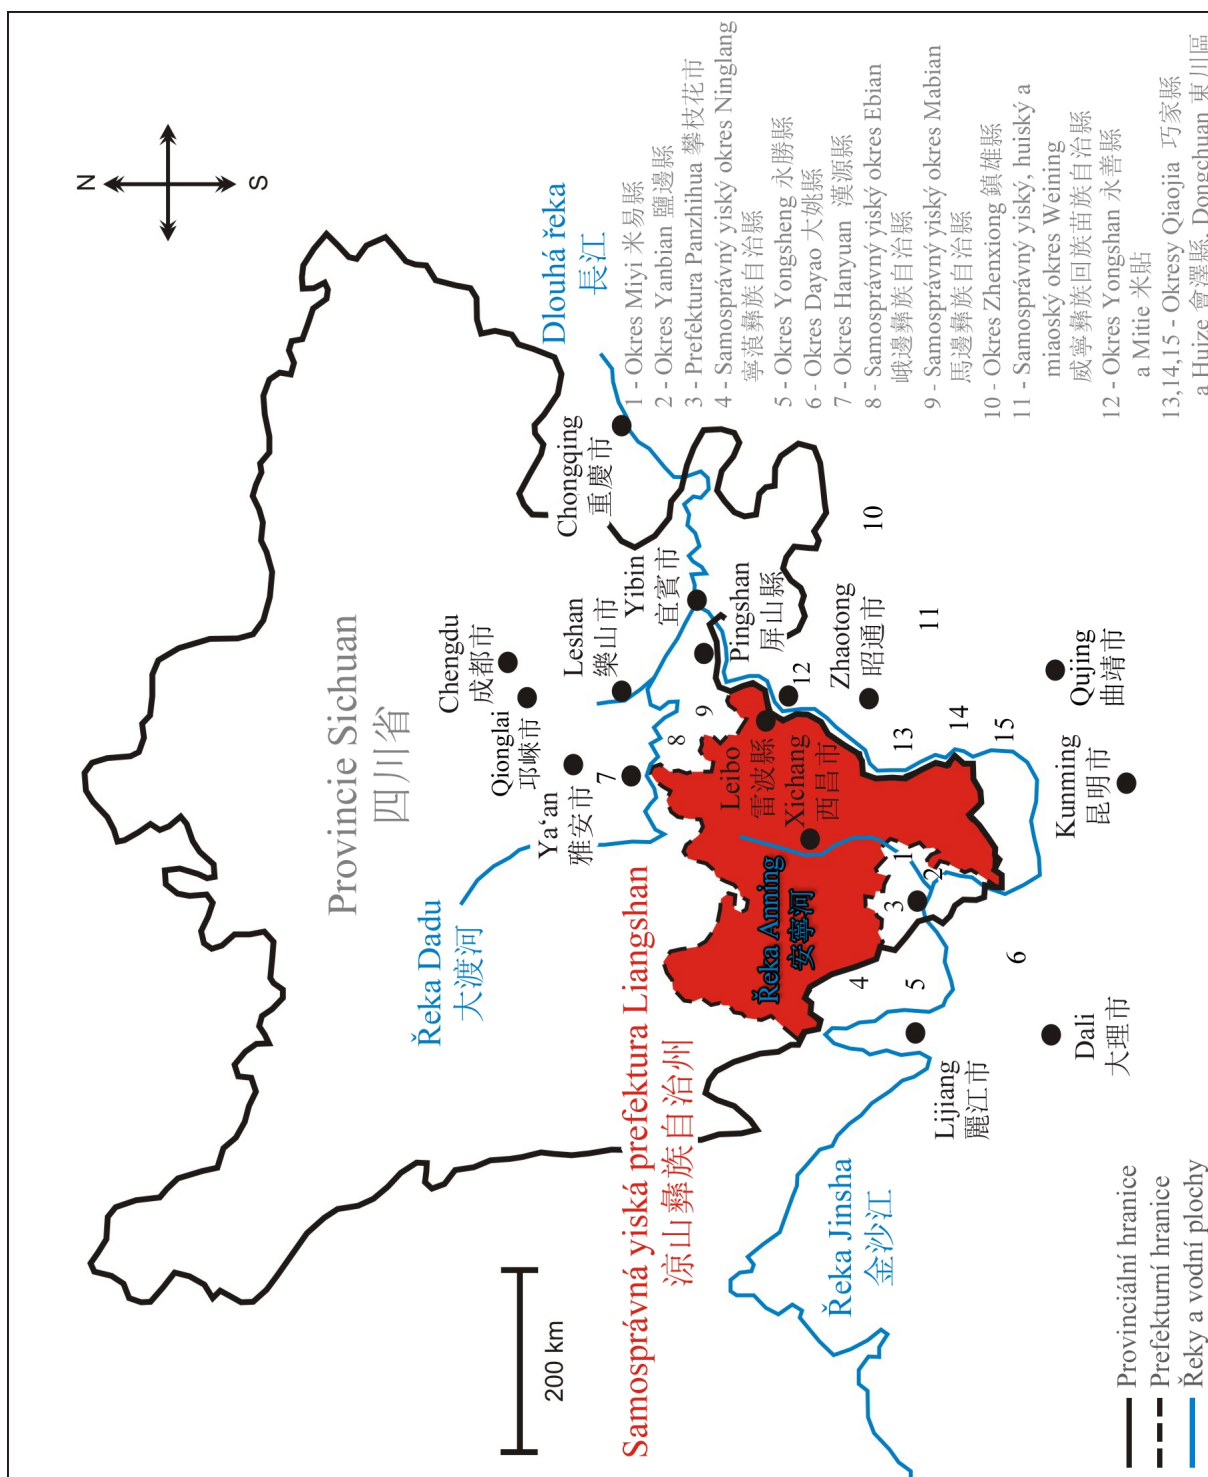 N
S
Provincie Sichuan
四川省
Dlouhá řeka
長江
Chongqing
重慶市
Chengdu
成都市
Qionglai
邛崍市
Ya‘an
雅安市
Leshan
樂山市
Yibin
宜賓市
Pingshan
屏山縣
Řeka Dadu
大渡河
Samosprávná yiská prefektura Liangshan
涼山彝族自治州
Leibo
雷波縣
Xichang
西昌市
Řeka Anning
安寧河
Zhaotong
昭通市
Qujing
曲靖市
Kunming
昆明市
Dali
大理市
Lijiang
麗江市
Řeka Jinsha
金沙江
1
2
3
4
5
6
7
8
9
10
11
12
13
14
15
200 km
1 - Okres Miyi 米易縣
2 - Okres Yanbian 鹽邊縣
3 - Prefektura Panzhihua 攀枝花市
4 - Samosprávný yiský okres Ninglang
寧蒗彝族自治縣
5 - Okres Yongsheng 永勝縣
6 - Okres Dayao 大姚縣
7 - Okres Hanyuan 漢源縣
8 - Samosprávný yiský okres Ebian
峨邊彝族自治縣
9 - Samosprávný yiský okres Mabian
馬邊彝族自治縣
10 - Okres Zhenxiong 鎮雄縣
11 - Samosprávný yiský, huiský a
miaoský okres Weining
威寧彝族回族苗族自治縣
12 - Okres Yongshan 永善縣
a Mitie 米貼
13,14,15 - Okresy Qiaojia 巧家縣
a Huize 會澤縣, Dongchuan 東川區
Provinciální hranice
Prefekturní hranice
Řeky a vodní plochy